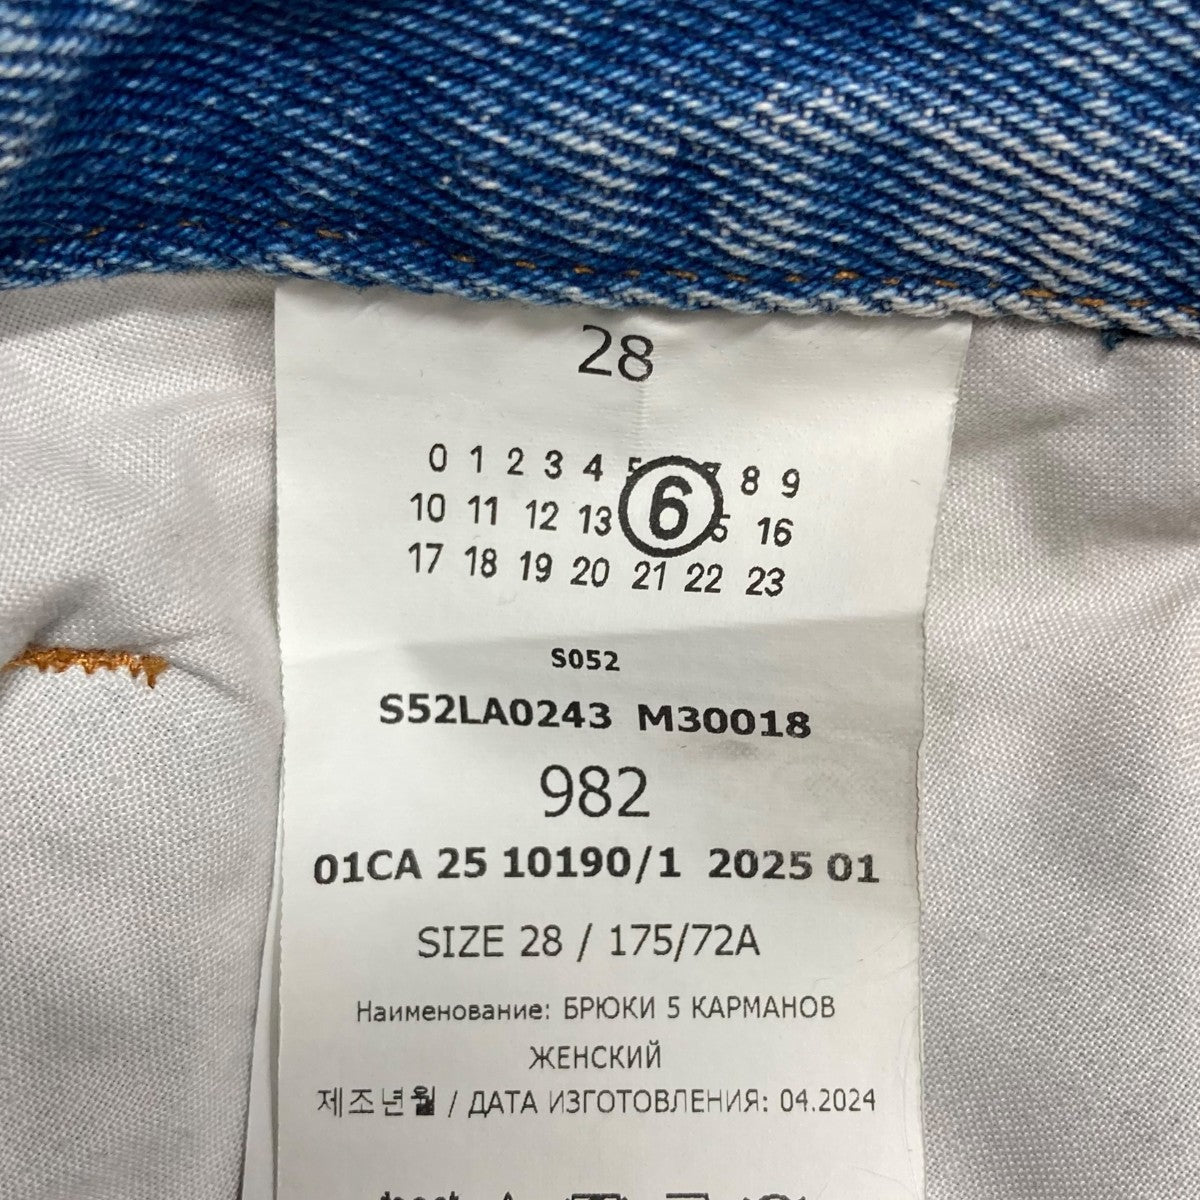 28
0 1 2 3 4 5 7 8 9
6
10 11 12 13 5 16
17 18 19 20 21 22 23
S052
S52LA0243 M30018
982
01CA 25 10190/1 2025 01
SIZE 28 / 175/72A
Наименование: БРЮКИ 5 КАРМАНОВ
ЖЕНСКИЙ
제조년월 / ДАТА ИЗГОТОВЛЕНИЯ: 04.2024